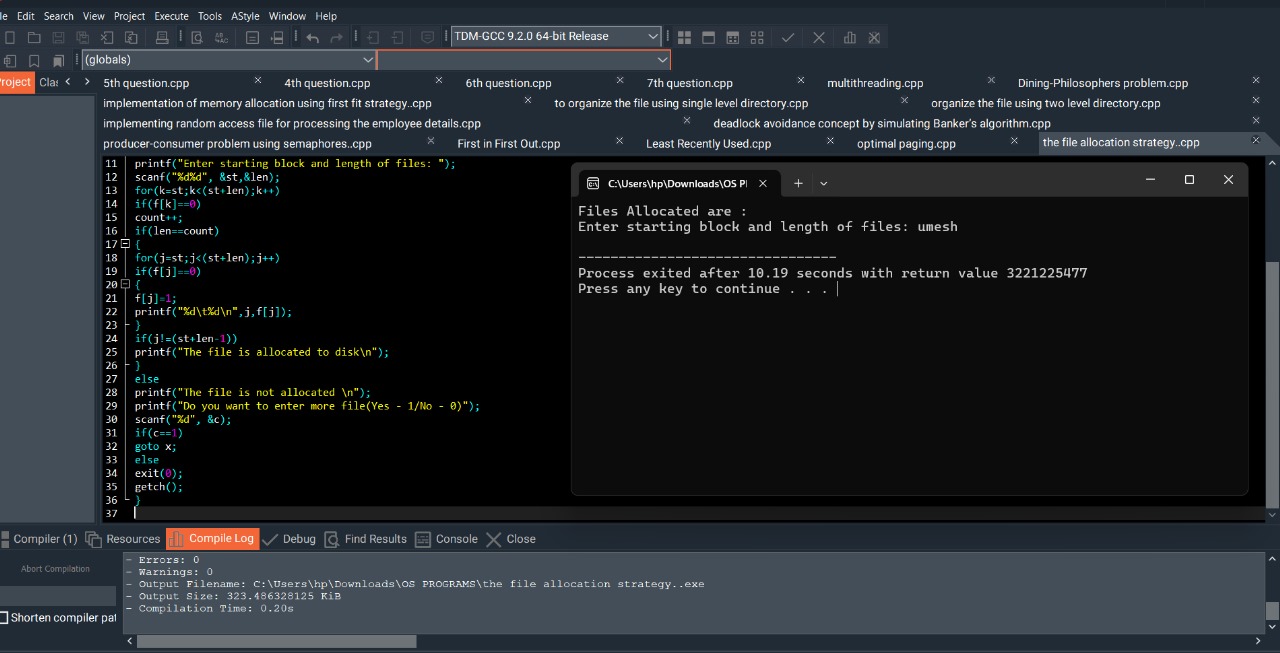 le Edit Search View Project Execute Tools AStyle Window Help
TDM-GCC 9.2.0 64-bit Release
(globals)
roject Cla: < >
5th question.cpp 4th question.cpp 6th question.cpp 7th question.cpp multithreading.cpp Dining-Philosophers problem.cpp
implementation of memory allocation using first fit strategy..cpp to organize the file using single level directory.cpp organize the file using two level directory.cpp
implementing random access file for processing the employee details.cpp deadlock avoidance concept by simulating Banker's algorithm.cpp
producer-consumer problem using semaphores..cpp First in First Out.cpp Least Recently Used.cpp optimal paging.cpp the file allocation strategy..cpp
11 printf("Enter starting block and length of files: ");
12 scanf("%d%d", &st,&len);
13 for(k=st;k<(st+len);k++)
14 if(f[k]==0)
15 count++;
16 if(len==count)
17 {
18 for(j=st;j<(st+len);j++)
19 if(f[j]==0)
20 {
21 f[j]=1;
22 printf("%d\t%d\n",j,f[j]);
23 }
24 if(j!=(st+len-1))
25 printf("The file is allocated to disk\n");
26 }
27 else
28 printf("The file is not allocated \n");
29 printf("Do you want to enter more file(Yes - 1/No - 0)");
30 scanf("%d", &c);
31 if(c==1)
32 goto x;
33 else
34 exit(0);
35 getch();
36 }
37
C:\Users\hp\Downloads\OS PI
Files Allocated are :
Enter starting block and length of files: umesh
--------------------------------
Process exited after 10.19 seconds with return value 3221225477
Press any key to continue . . .
Compiler (1) Resources Compile Log Debug Find Results Console Close
Abort Compilation
Shorten compiler pat
- Errors: 0
- Warnings: 0
- Output Filename: C:\Users\hp\Downloads\OS PROGRAMS\the file allocation strategy..exe
- Output Size: 323.486328125 KiB
- Compilation Time: 0.20s